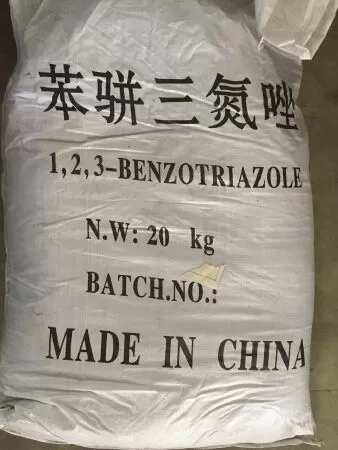 苯骈三氮唑
1,2,3-BENZOTRIAZOLE
N.W: 20 kg
BATCH.NO.:
MADE IN CHINA